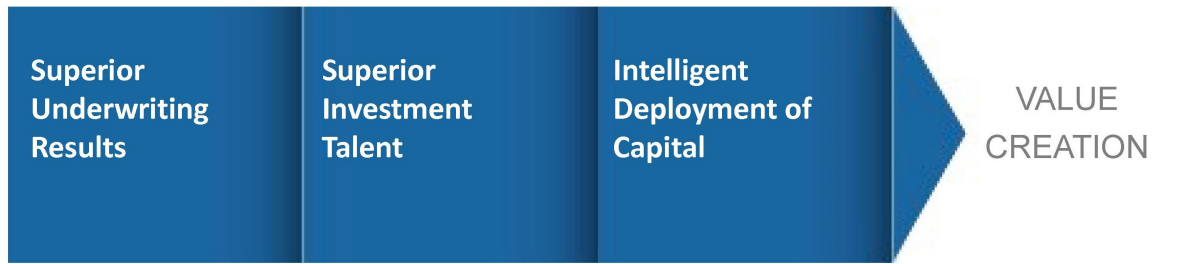 Superior
Underwriting
Results
Superior
Investment
Talent
Intelligent
Deployment of
Capital
VALUE
CREATION